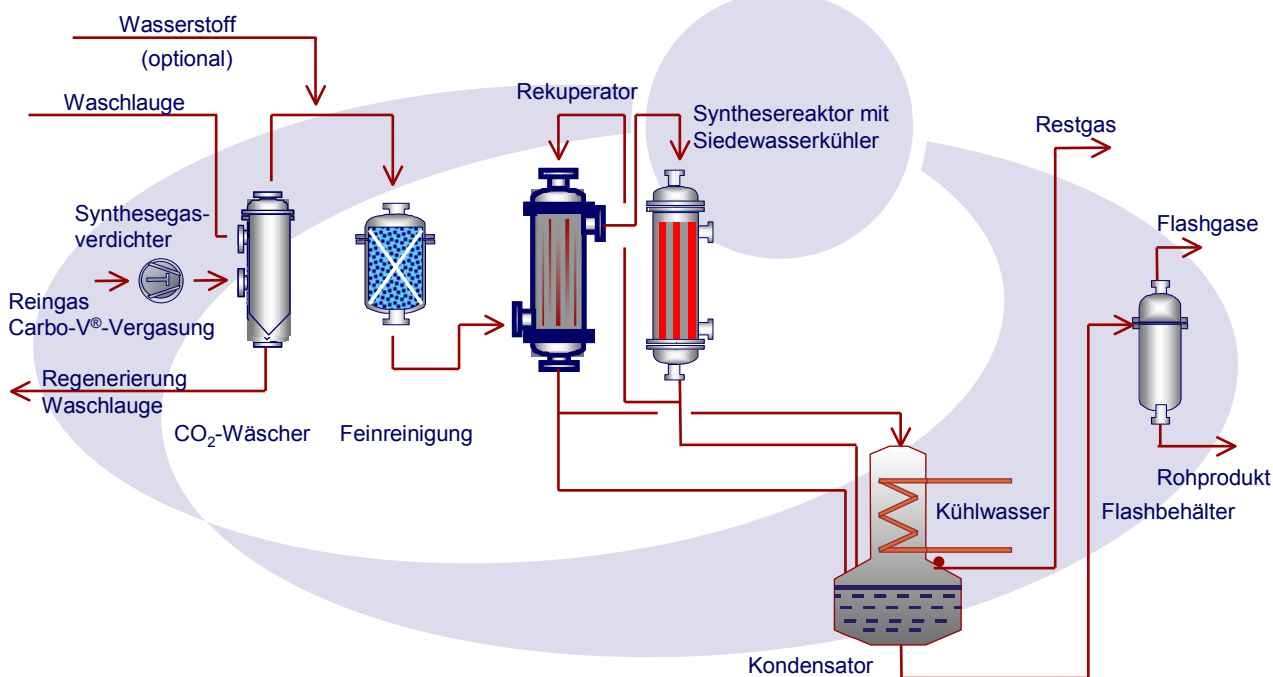 Wasserstoff
(optional)
Waschlauge
Rekuperator
Synthesereaktor mit
Siedewasserkühler
Restgas
Synthesegas-
verdichter
Flashgase
Reingas
Carbo-V®-Vergasung
Regenerierung
Waschlauge
CO₂-Wäscher
Feinreinigung
Rohprodukt
Kühlwasser
Flashbehälter
Kondensator